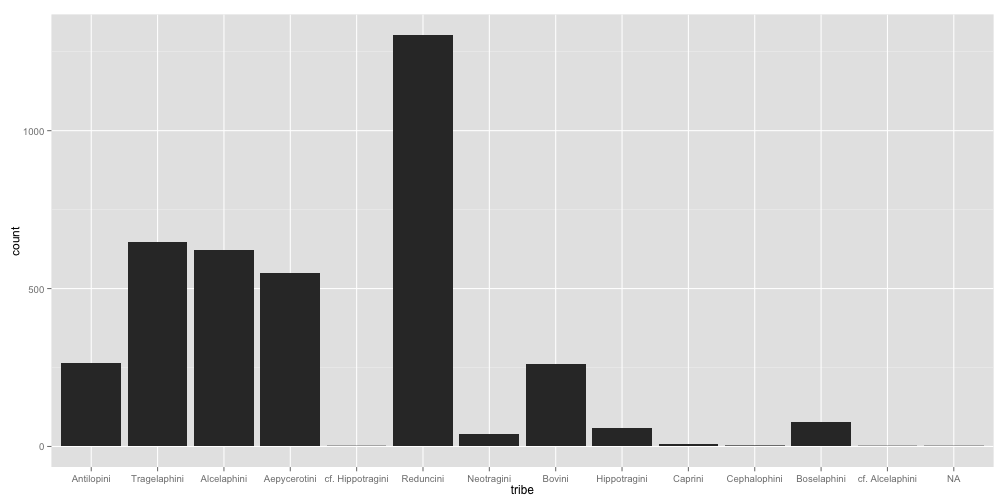 count
1000
500
0
Antilopini Tragelaphini Alcelaphini Aepycerotini cf. Hippotragini Reduncini Neotragini Bovini Hippotragini Caprini Cephalophini Boselaphini cf. Alcelaphini NA
tribe